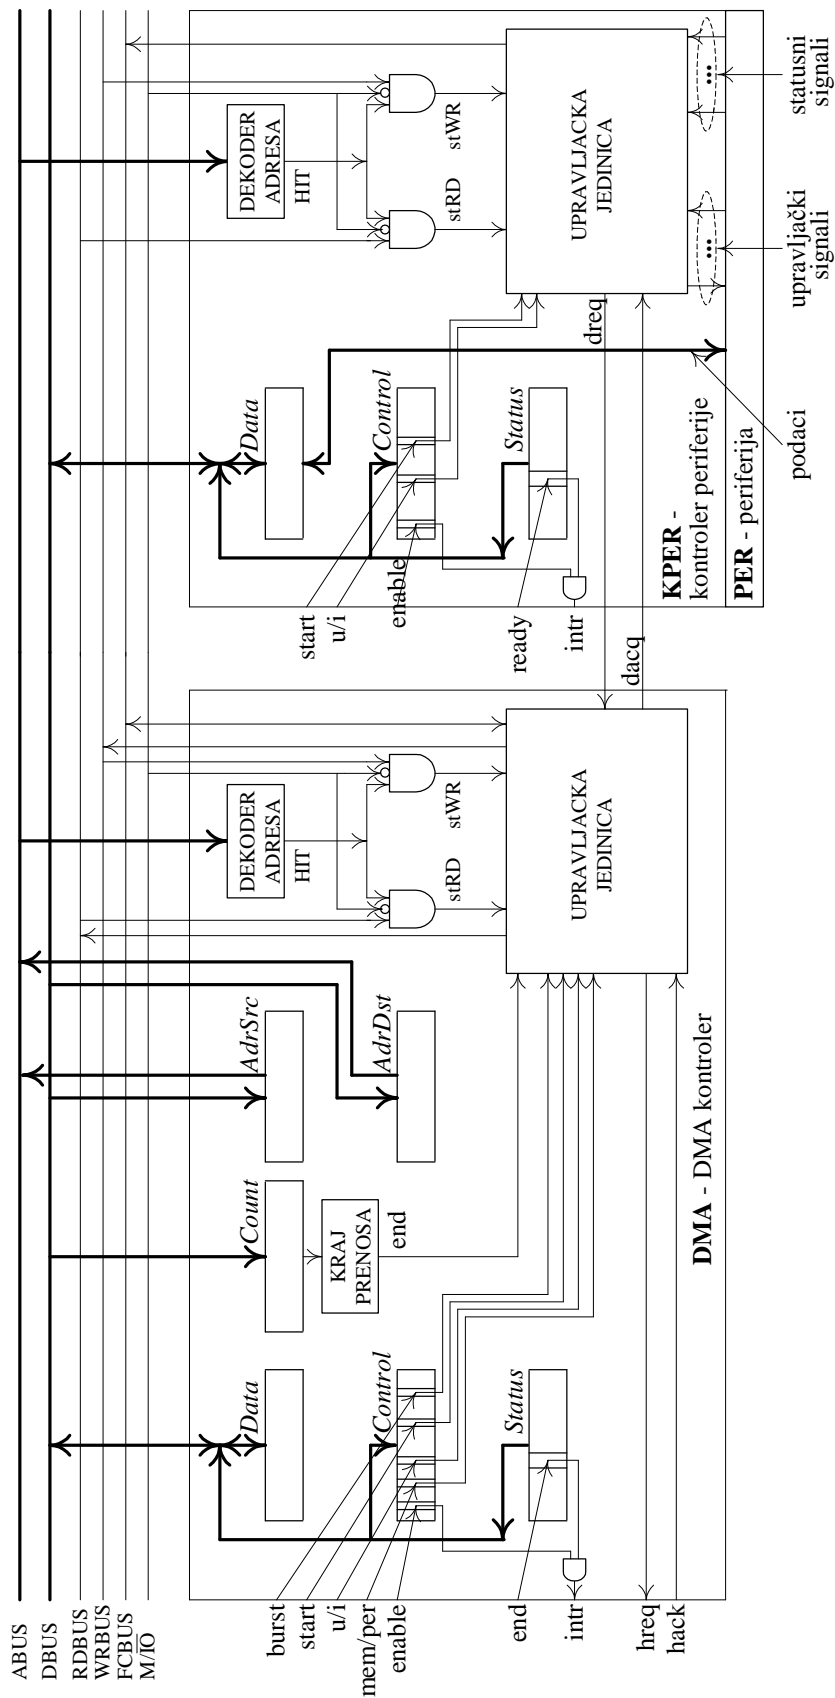 ABUS
DBUS
RDBUS
WRBUS
FCBUS
M/IO
Data
burst
start
u/i
mem/per
enable
Control
Status
end
intr
hreq
hack
Count
KRAJ
PRENOSA
end
AdrSrc
AdrDst
DEKODER
ADRESA
HIT
stRD
stWR
UPRAVLJACKA
JEDINICA
DMA - DMA kontroler
dreq
dacq
Data
start
u/i
enable
Control
Status
ready
intr
DEKODER
ADRESA
HIT
stRD
stWR
UPRAVLJACKA
JEDINICA
...
...
KPER -
kontroler periferije
PER - periferija
podaci
upravljački
signali
statusni
signali